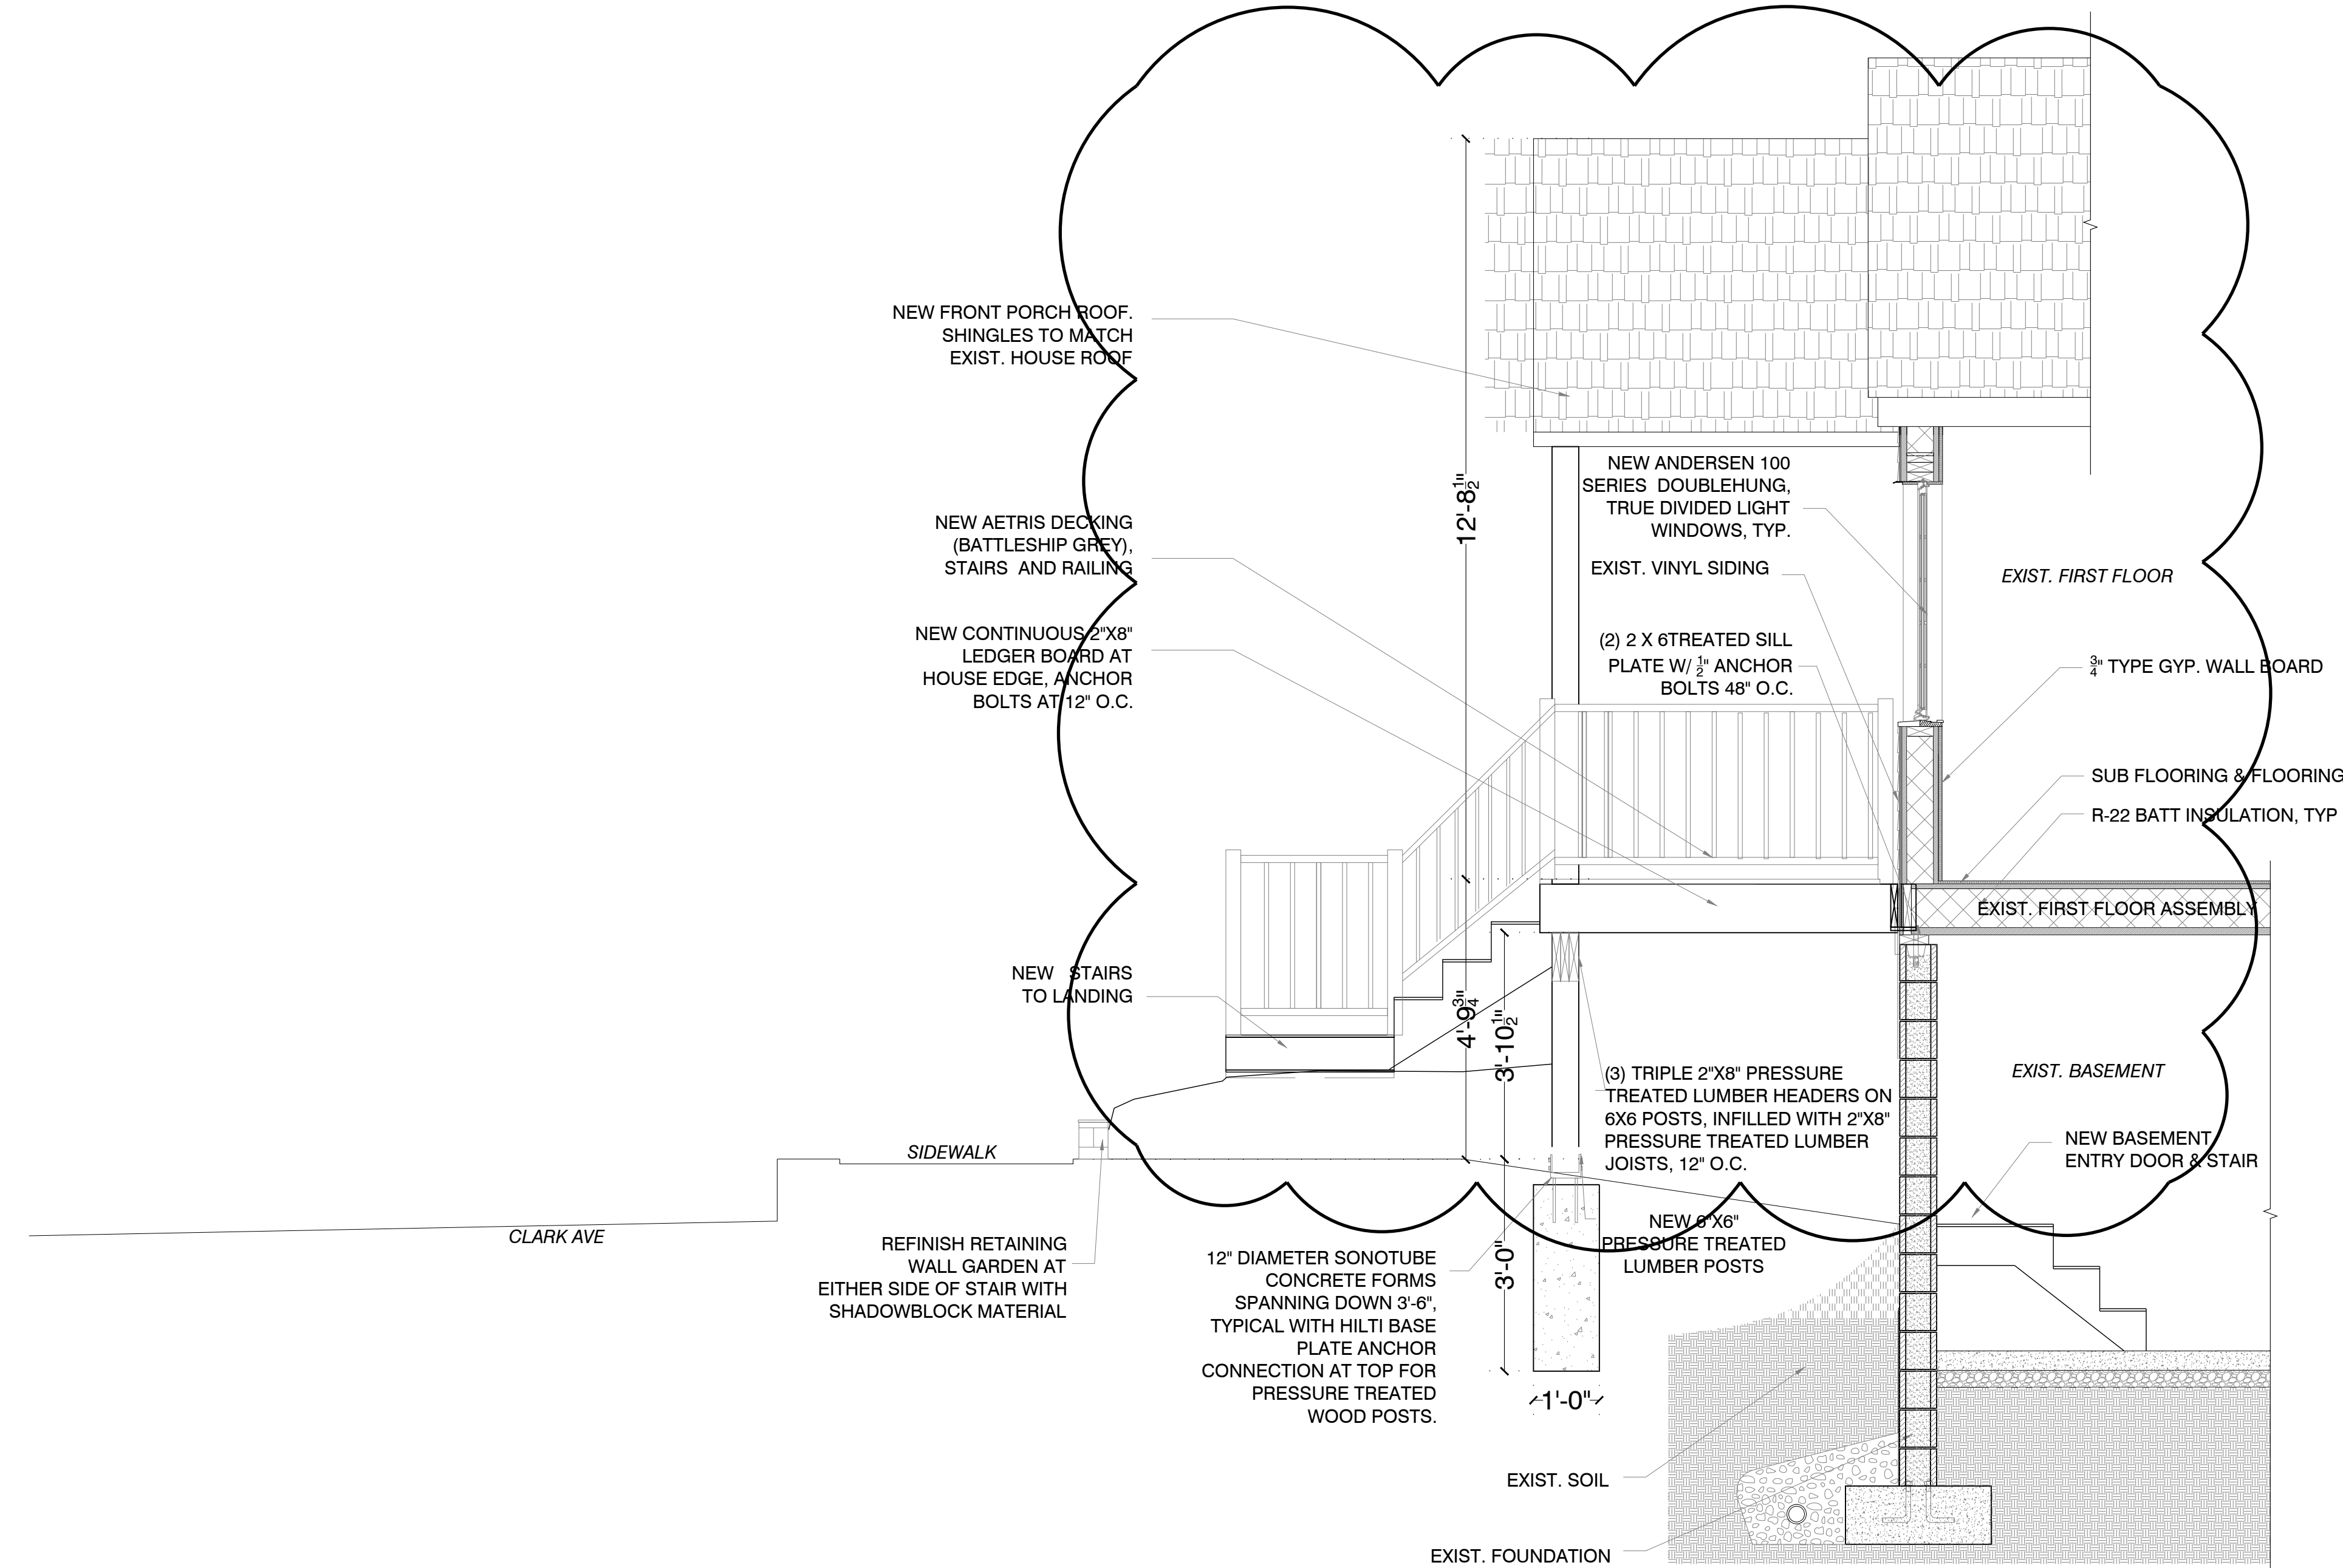 NEW FRONT PORCH ROOF.
SHINGLES TO MATCH
EXIST. HOUSE ROOF
NEW AETRIS DECKING
(BATTLESHIP GREY),
STAIRS AND RAILING
NEW CONTINUOUS 2"X8"
LEDGER BOARD AT
HOUSE EDGE, ANCHOR
BOLTS AT 12" O.C.
NEW STAIRS
TO LANDING
12'-8 1/2"
4'-9 3/4"
3'-10 1/2"
3'-0"
1'-0"
NEW ANDERSEN 100
SERIES DOUBLEHUNG,
TRUE DIVIDED LIGHT
WINDOWS, TYP.
EXIST. VINYL SIDING
(2) 2 X 6TREATED SILL
PLATE W/ 1/2" ANCHOR
BOLTS 48" O.C.
EXIST. FIRST FLOOR
3/4" TYPE GYP. WALL BOARD
SUB FLOORING & FLOORING
R-22 BATT INSULATION, TYP
EXIST. FIRST FLOOR ASSEMBLY
(3) TRIPLE 2"X8" PRESSURE
TREATED LUMBER HEADERS ON
6X6 POSTS, INFILLED WITH 2"X8"
PRESSURE TREATED LUMBER
JOISTS, 12" O.C.
EXIST. BASEMENT
NEW BASEMENT
ENTRY DOOR & STAIR
SIDEWALK
CLARK AVE
REFINISH RETAINING
WALL GARDEN AT
EITHER SIDE OF STAIR WITH
SHADOWBLOCK MATERIAL
12" DIAMETER SONOTUBE
CONCRETE FORMS
SPANNING DOWN 3'-6",
TYPICAL WITH HILTI BASE
PLATE ANCHOR
CONNECTION AT TOP FOR
PRESSURE TREATED
WOOD POSTS.
NEW 6"X6"
PRESSURE TREATED
LUMBER POSTS
EXIST. SOIL
EXIST. FOUNDATION